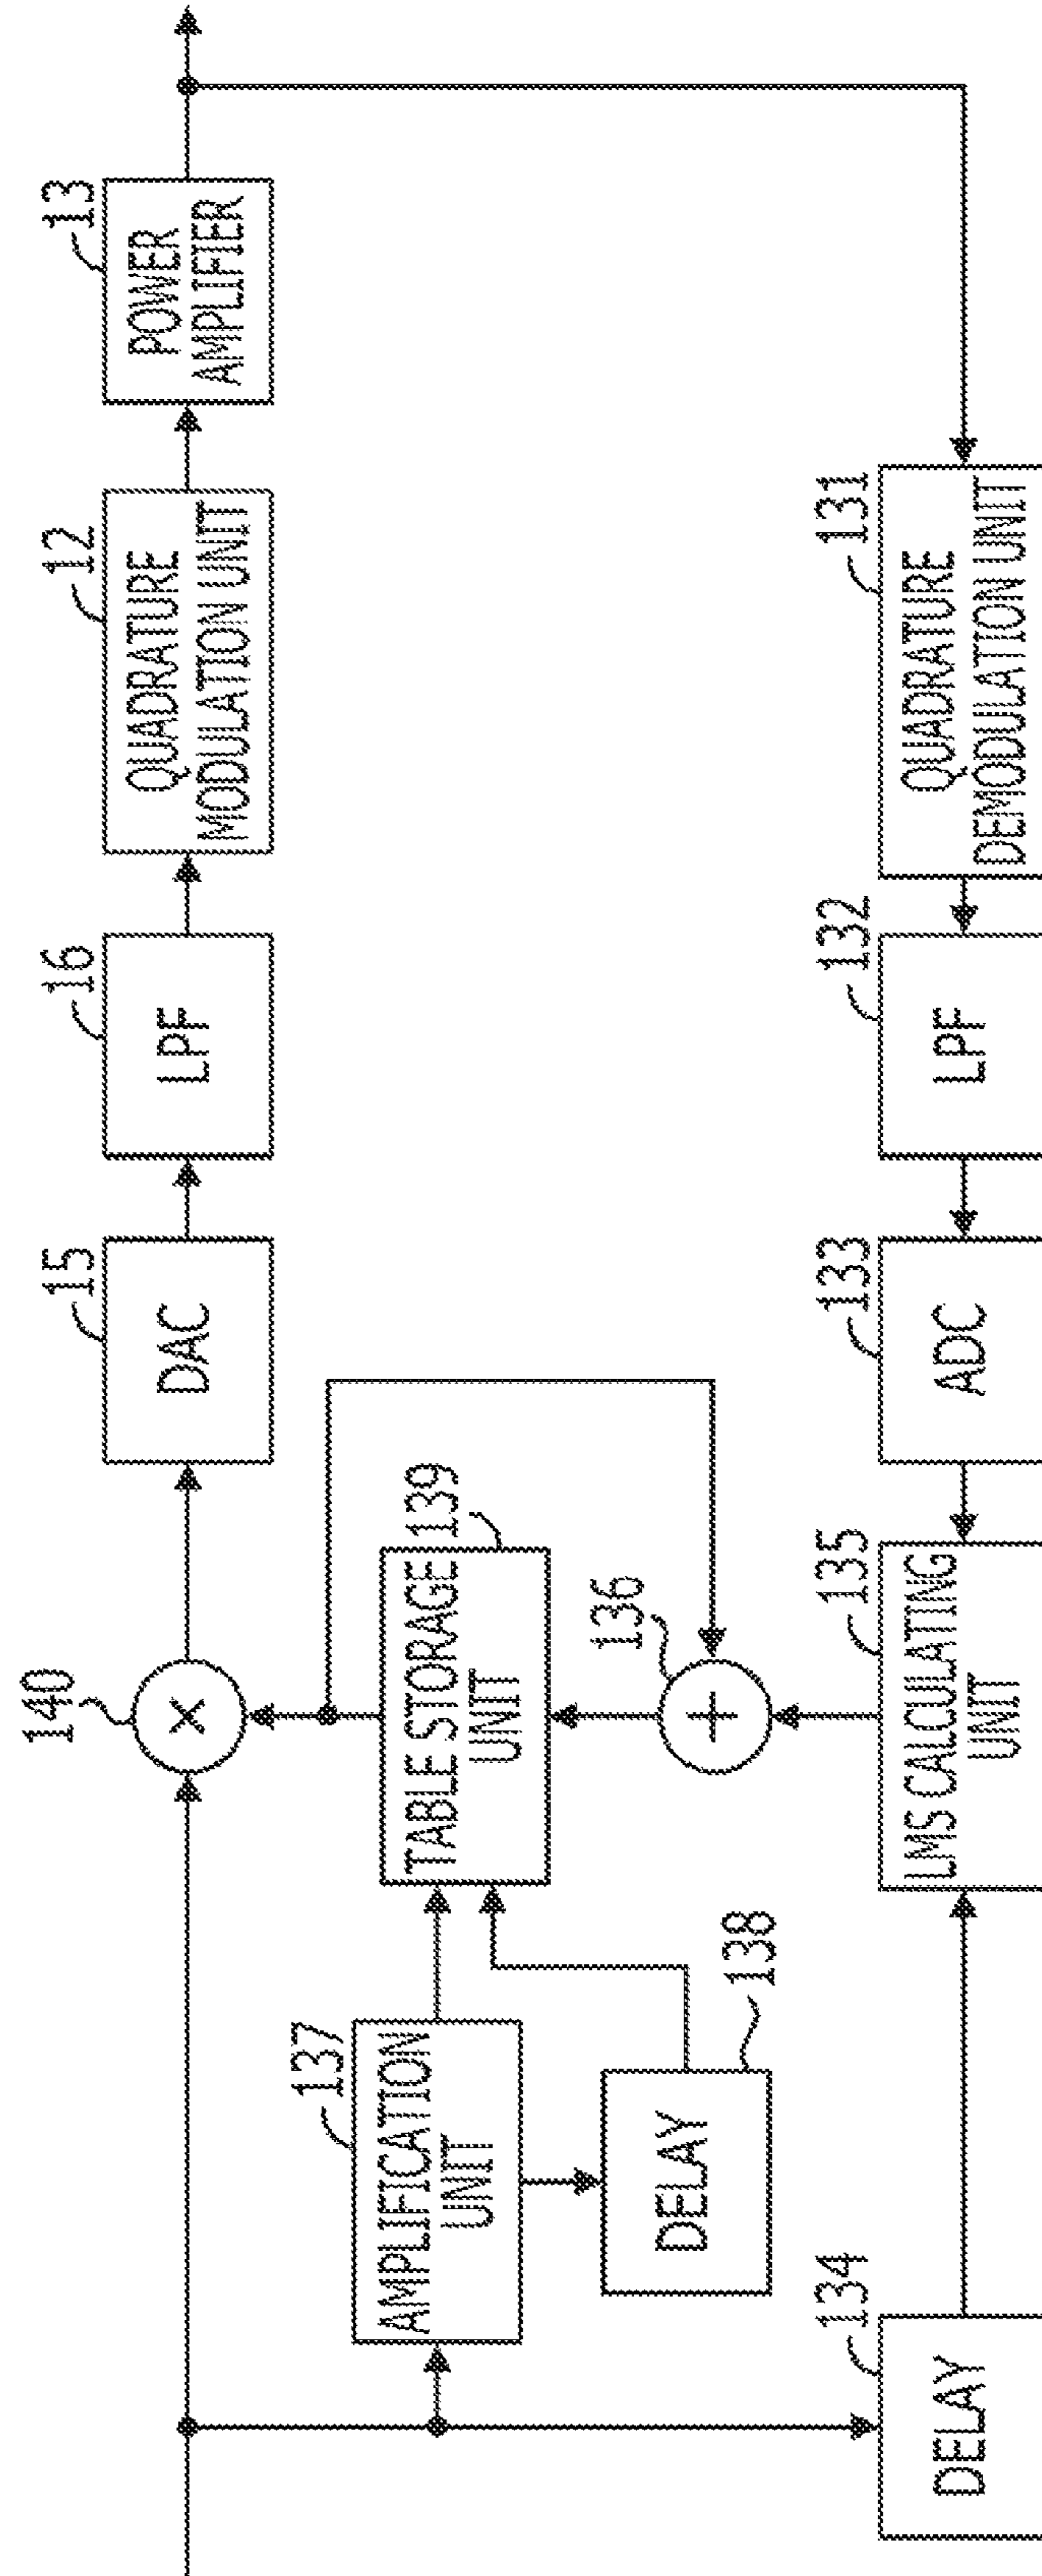 140
15
DAC
16
LPF
12
QUADRATURE
MODULATION UNIT
13
POWER
AMPLIFIER
137
AMPLIFICATION
UNIT
139
TABLE STORAGE
UNIT
138
DELAY
136
134
DELAY
135
LMS CALCULATING
UNIT
133
ADC
132
LPF
131
QUADRATURE
DEMODULATION UNIT